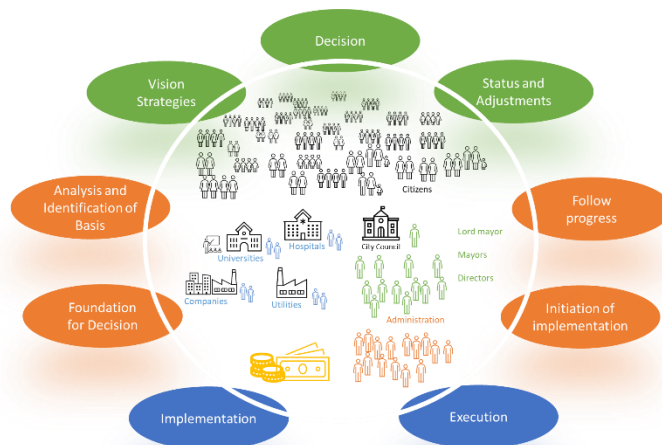 Decision
Vision
Strategies
Status and
Adjustments
Citizens
Analysis and
Identification of
Basis
Follow
progress
Universities
Hospitals
City Council
Lord mayor
Mayors
Directors
Companies
Utilities
Administration
Foundation
for Decision
Initiation of
implementation
Implementation
Execution